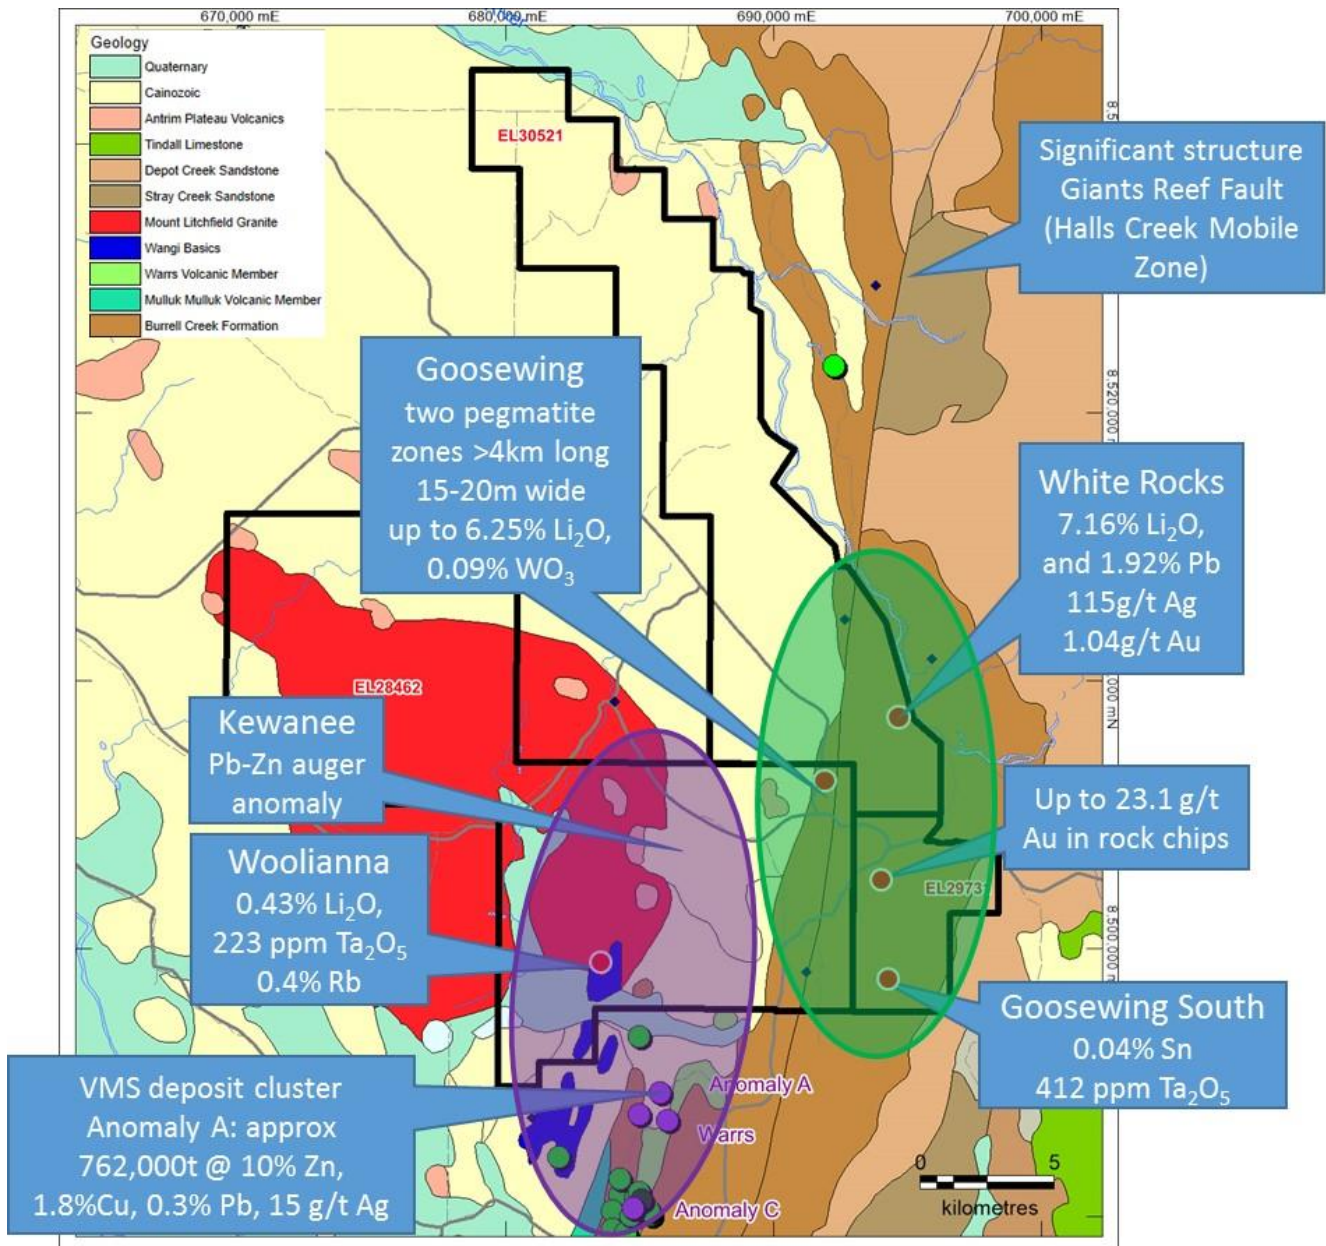 670,000 mE
680,000 mE
690,000 mE
700,000 mE
Geology
Quaternary
Cainozoic
Antrim Plateau Volcanics
Tindall Limestone
Depot Creek Sandstone
Stray Creek Sandstone
Mount Litchfield Granite
Wangi Basics
Warrs Volcanic Member
Mulluk Mulluk Volcanic Member
Burrell Creek Formation
EL30521
Significant structure
Giants Reef Fault
(Halls Creek Mobile
Zone)
8,520,000 m
Goosewing
two pegmatite
zones >4km long
15-20m wide
up to 6.25% Li₂O,
0.09% WO₃
White Rocks
7.16% Li₂O,
and 1.92% Pb
115g/t Ag
1.04g/t Au
EL28462
Kewanee
Pb-Zn auger
anomaly
Up to 23.1 g/t
Au in rock chips
Woolianna
0.43% Li₂O,
223 ppm Ta₂O₅
0.4% Rb
8,500,000 m
Goosewing South
0.04% Sn
412 ppm Ta₂O₅
VMS deposit cluster
Anomaly A: approx
762,000t @ 10% Zn,
1.8%Cu, 0.3% Pb, 15 g/t Ag
Anomaly A
Warrs
Anomaly C
0 5
kilometres